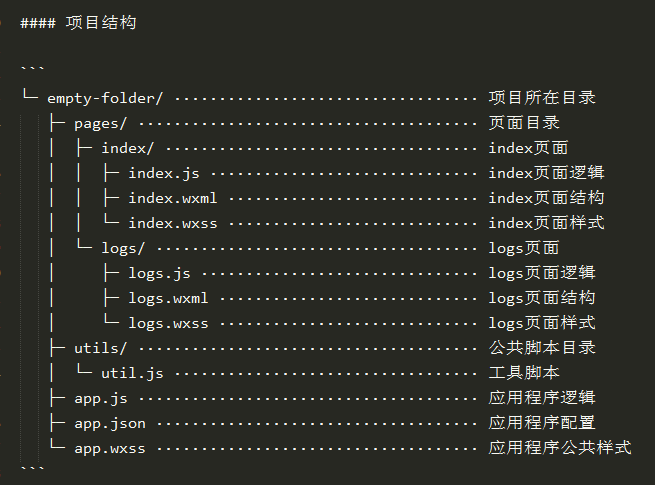 #### 项目结构
```
└─ empty-folder/ ·································· 项目所在目录
   ├─ pages/ ······································ 页面目录
   │  ├─ index/ ··································· index页面
   │  │  ├─ index.js ······························ index页面逻辑
   │  │  ├─ index.wxml ···························· index页面结构
   │  │  └─ index.wxss ···························· index页面样式
   │  └─ logs/ ···································· logs页面
   │     ├─ logs.js ······························· logs页面逻辑
   │     ├─ logs.wxml ····························· logs页面结构
   │     └─ logs.wxss ····························· logs页面样式
   ├─ utils/ ······································ 公共脚本目录
   │  └─ util.js ·································· 工具脚本
   ├─ app.js ······································ 应用程序逻辑
   ├─ app.json ···································· 应用程序配置
   └─ app.wxss ···································· 应用程序公共样式
```